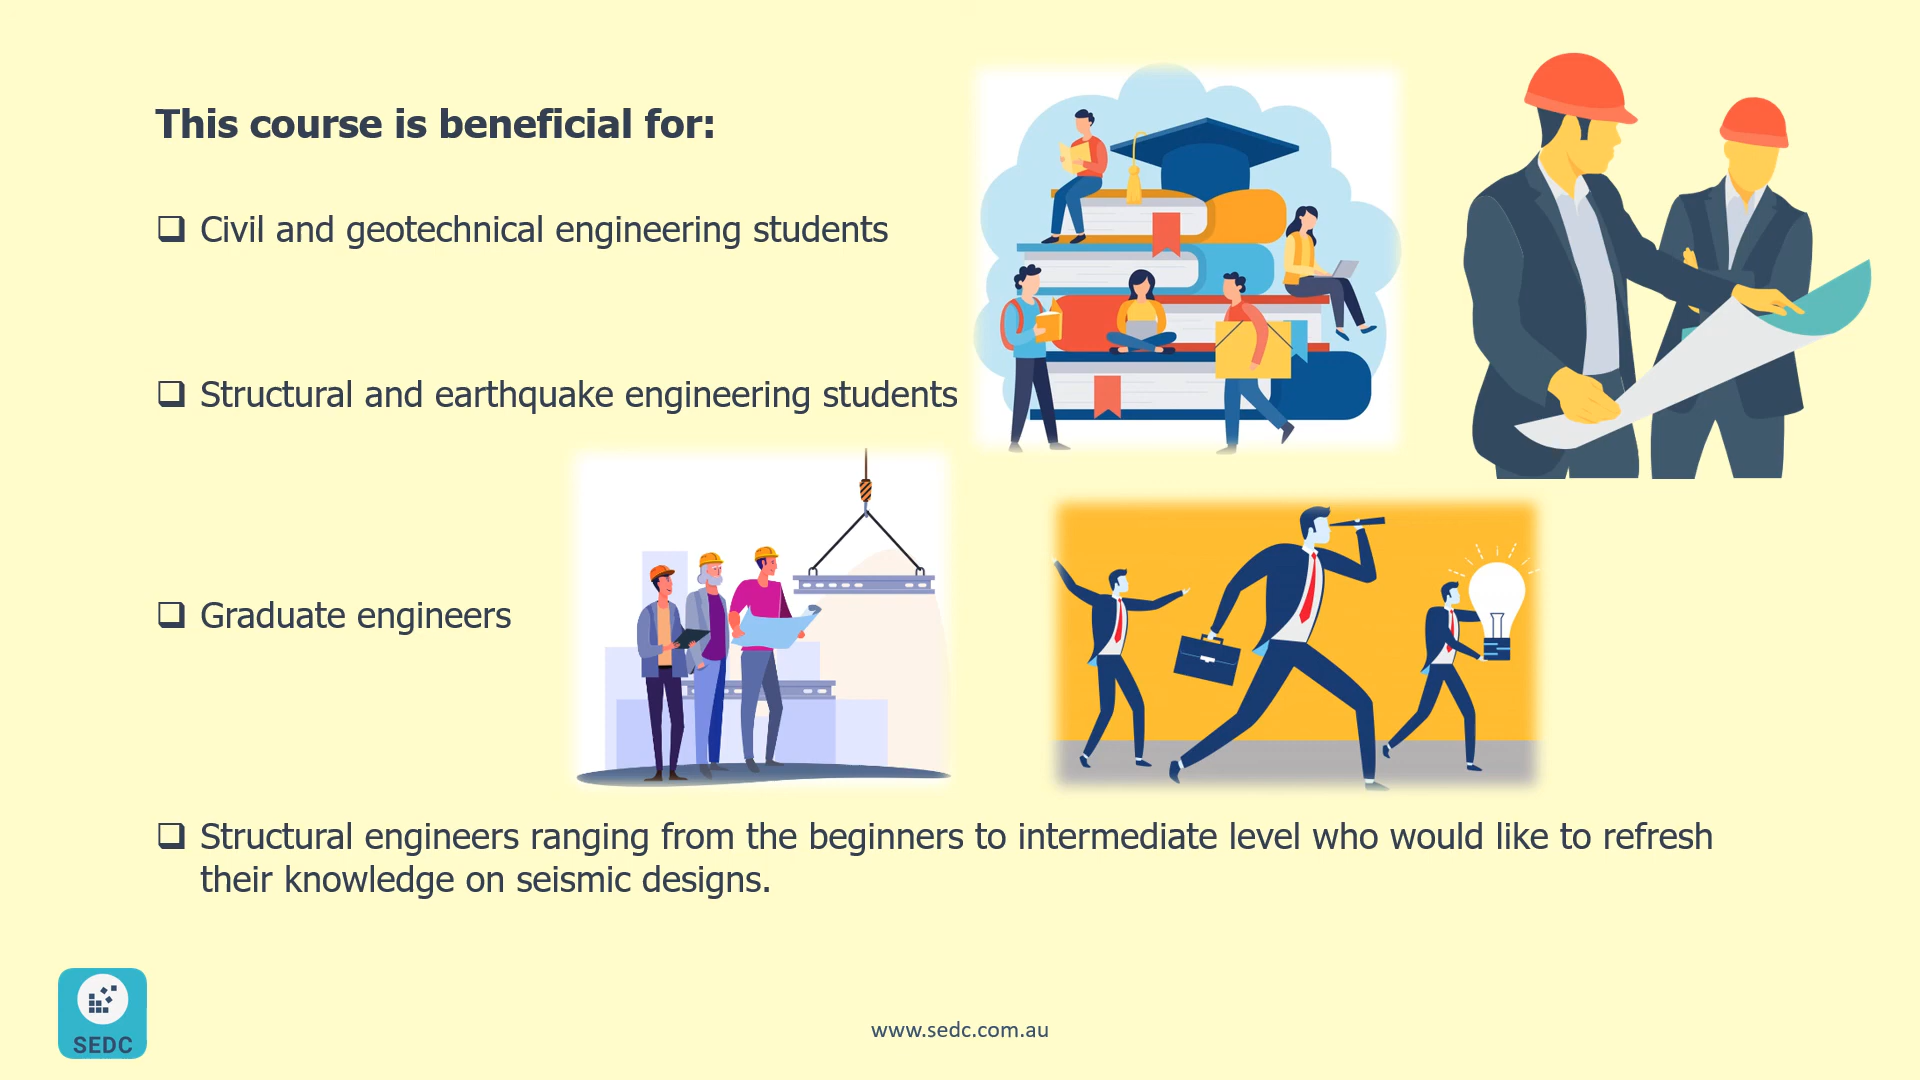 This course is beneficial for:
❑ Civil and geotechnical engineering students
❑ Structural and earthquake engineering students
❑ Graduate engineers
❑ Structural engineers ranging from the beginners to intermediate level who would like to refresh
their knowledge on seismic designs.
SEDC
www.sedc.com.au